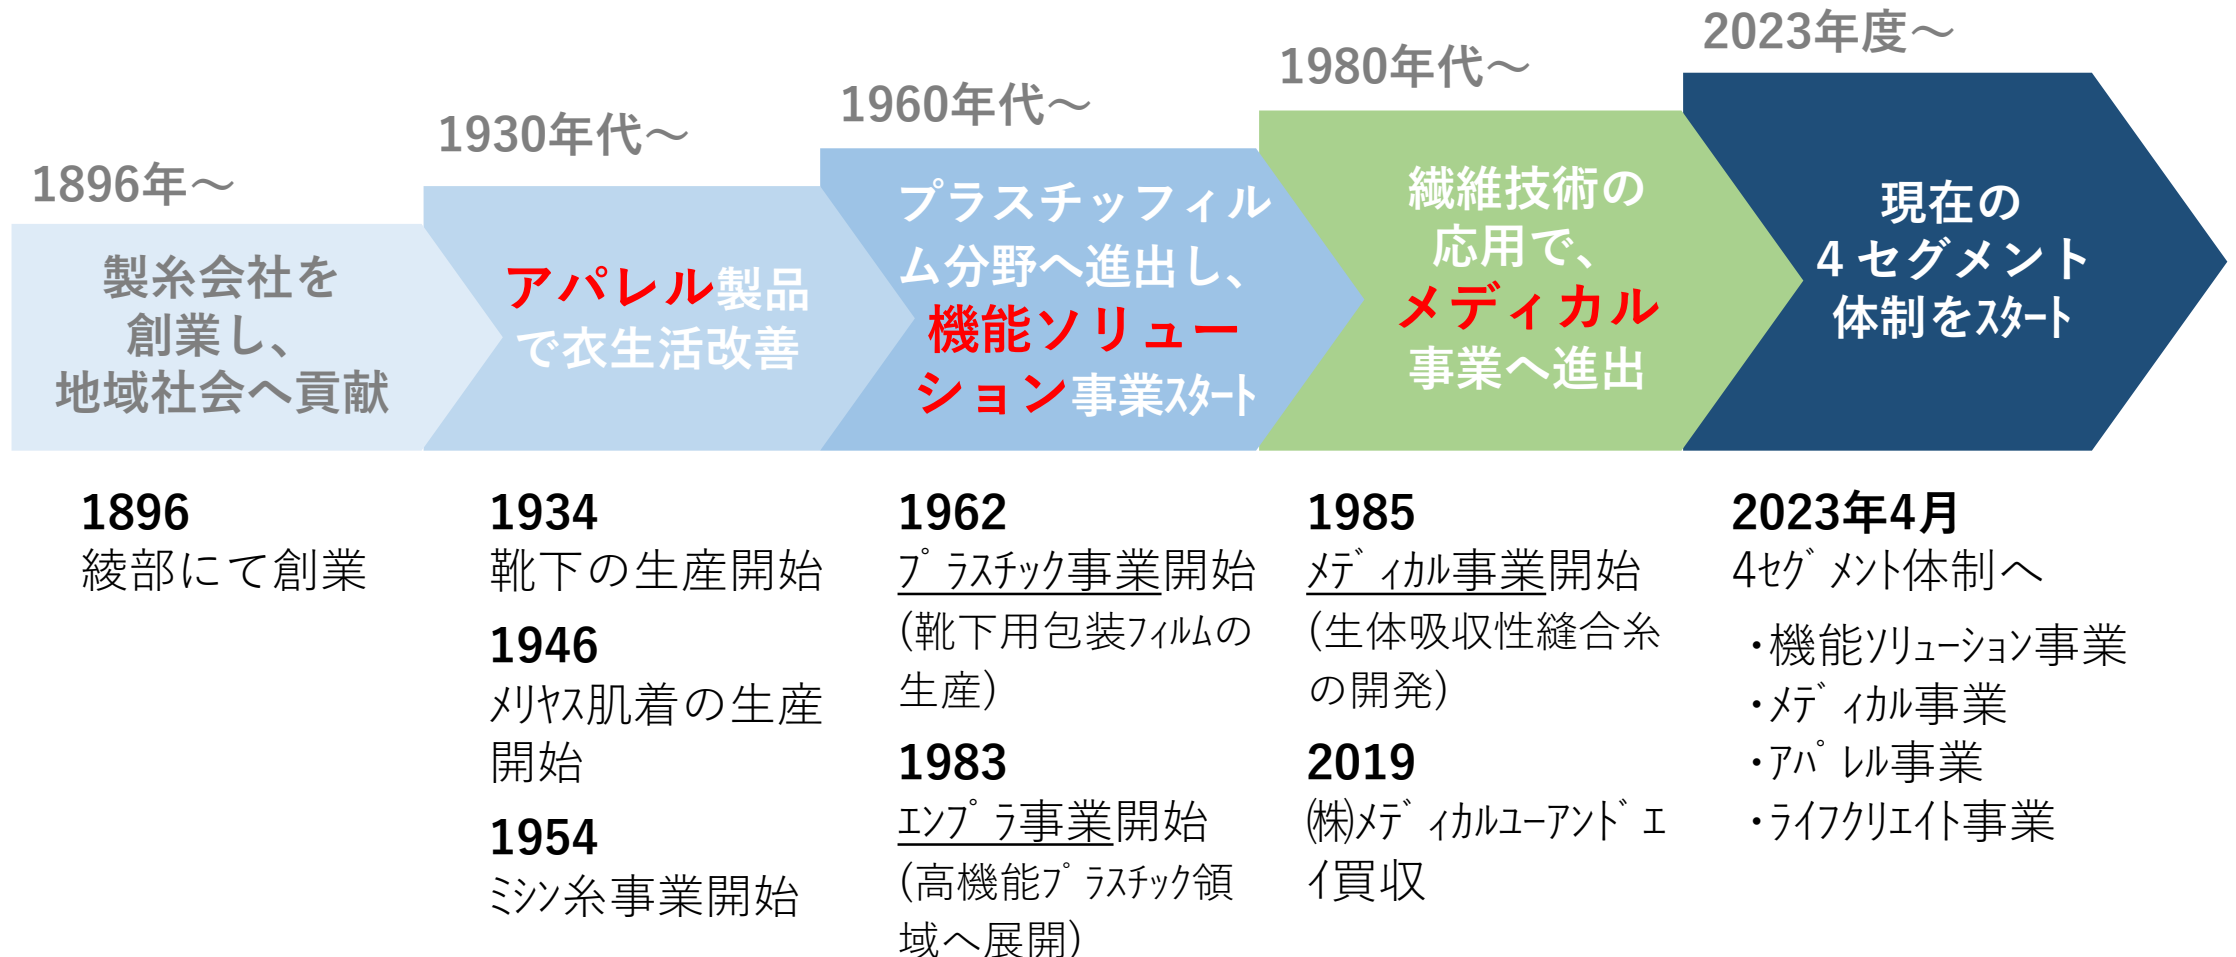 1896年～
製糸会社を
創業し、
地域社会へ貢献
1930年代～
アパレル製品
で衣生活改善
1960年代～
プラスチッフィル
ム分野へ進出し、
機能ソリュー
ション事業ｽﾀｰﾄ
1980年代～
繊維技術の
応用で、
メディカル
事業へ進出
2023年度～
現在の
４セグメント
体制をｽﾀｰﾄ
1896
綾部にて創業
1934
靴下の生産開始
1946
ﾒﾘﾔｽ肌着の生産
開始
1954
ﾐｼﾝ糸事業開始
1962
ﾌﾟﾗｽﾁｯｸ事業開始
(靴下用包装ﾌｨﾙﾑの
生産)
1983
ｴﾝﾌﾟﾗ事業開始
(高機能ﾌﾟﾗｽﾁｯｸ領
域へ展開)
1985
ﾒﾃﾞｨｶﾙ事業開始
(生体吸収性縫合糸
の開発)
2019
㈱ﾒﾃﾞｨｶﾙﾕｰｱﾝﾄﾞｴ
ｲ買収
2023年4月
4ｾｸﾞﾒﾝﾄ体制へ
・機能ｿﾘｭｰｼｮﾝ事業
・ﾒﾃﾞｨｶﾙ事業
・ｱﾊﾟﾚﾙ事業
・ﾗｲﾌｸﾘｴｲﾄ事業